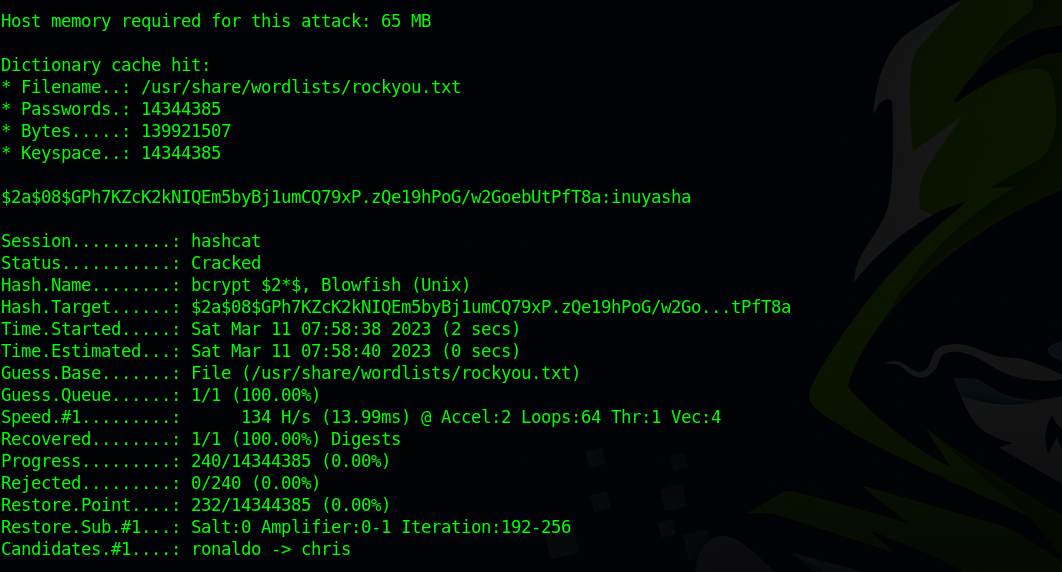 Host memory required for this attack: 65 MB
Dictionary cache hit:
* Filename..: /usr/share/wordlists/rockyou.txt
* Passwords.: 14344385
* Bytes.....: 139921507
* Keyspace..: 14344385
$2a$08$GPh7KZcK2kNIQEm5byBj1umCQ79xP.zQe19hPoG/w2GoebUtPfT8a:inuyasha
Session..........: hashcat
Status...........: Cracked
Hash.Name........: bcrypt $2*$, Blowfish (Unix)
Hash.Target......: $2a$08$GPh7KZcK2kNIQEm5byBj1umCQ79xP.zQe19hPoG/w2Go...tPfT8a
Time.Started.....: Sat Mar 11 07:58:38 2023 (2 secs)
Time.Estimated...: Sat Mar 11 07:58:40 2023 (0 secs)
Guess.Base.......: File (/usr/share/wordlists/rockyou.txt)
Guess.Queue......: 1/1 (100.00%)
Speed.#1.........:      134 H/s (13.99ms) @ Accel:2 Loops:64 Thr:1 Vec:4
Recovered........: 1/1 (100.00%) Digests
Progress.........: 240/14344385 (0.00%)
Rejected.........: 0/240 (0.00%)
Restore.Point....: 232/14344385 (0.00%)
Restore.Sub.#1...: Salt:0 Amplifier:0-1 Iteration:192-256
Candidates.#1....: ronaldo -> chris